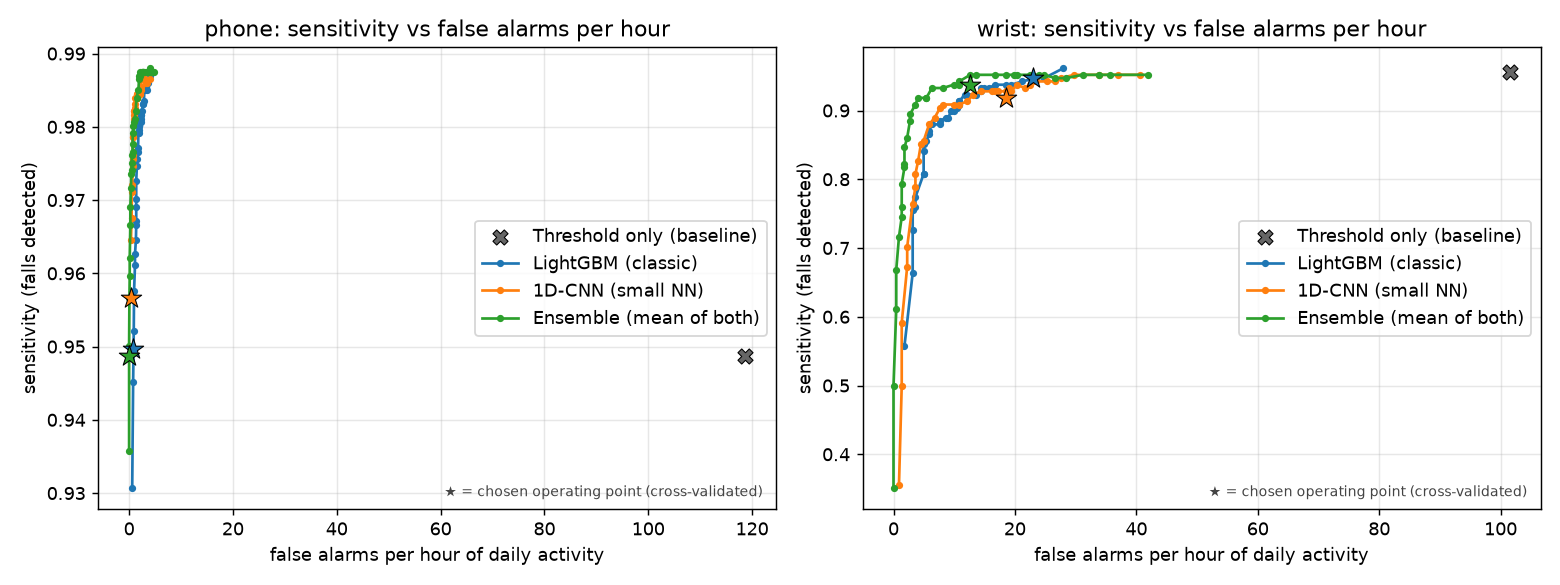 phone: sensitivity vs false alarms per hour
sensitivity (falls detected)
0.99
0.98
0.97
0.96
0.95
0.94
0.93
Threshold only (baseline)
LightGBM (classic)
1D-CNN (small NN)
Ensemble (mean of both)
★ = chosen operating point (cross-validated)
0 20 40 60 80 100 120
false alarms per hour of daily activity
wrist: sensitivity vs false alarms per hour
sensitivity (falls detected)
0.9
0.8
0.7
0.6
0.5
0.4
Threshold only (baseline)
LightGBM (classic)
1D-CNN (small NN)
Ensemble (mean of both)
★ = chosen operating point (cross-validated)
0 20 40 60 80 100
false alarms per hour of daily activity